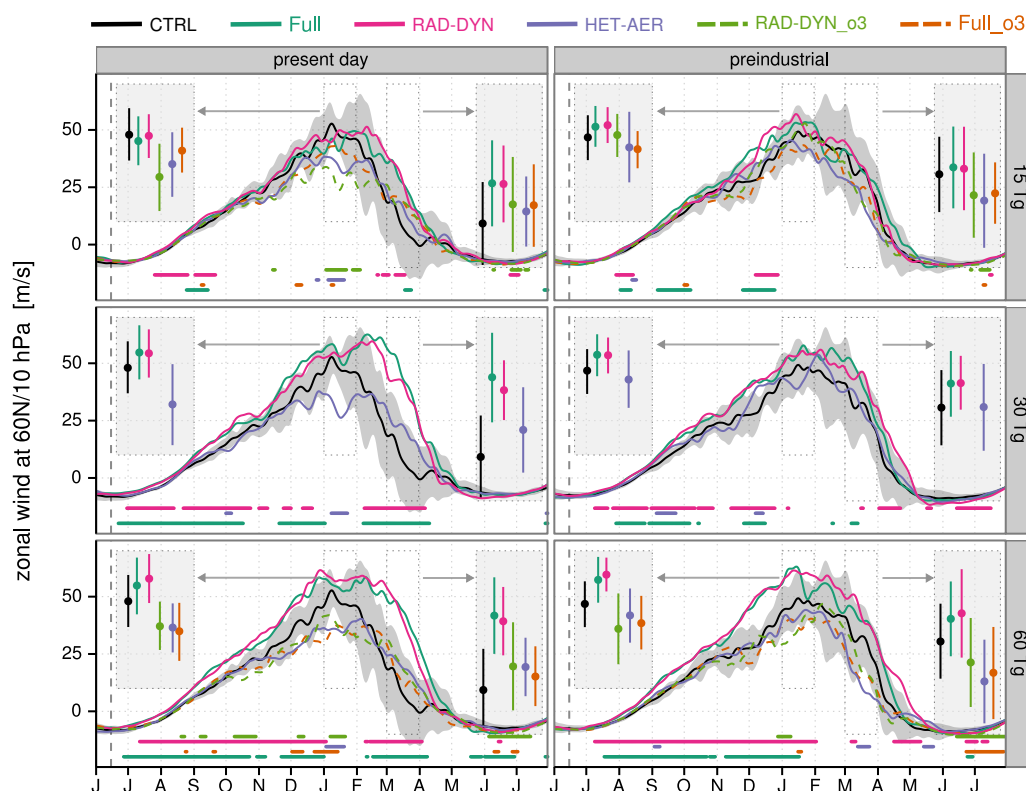 CTRL Full RAD-DYN HET-AER RAD-DYN_o3 Full_o3
present day preindustrial
zonal wind at 60N/10 hPa [m/s]
50
25
0
15 Tg
50
25
0
30 Tg
50
25
0
60 Tg
J J A S O N D J F M A M J J J J A S O N D J F M A M J J